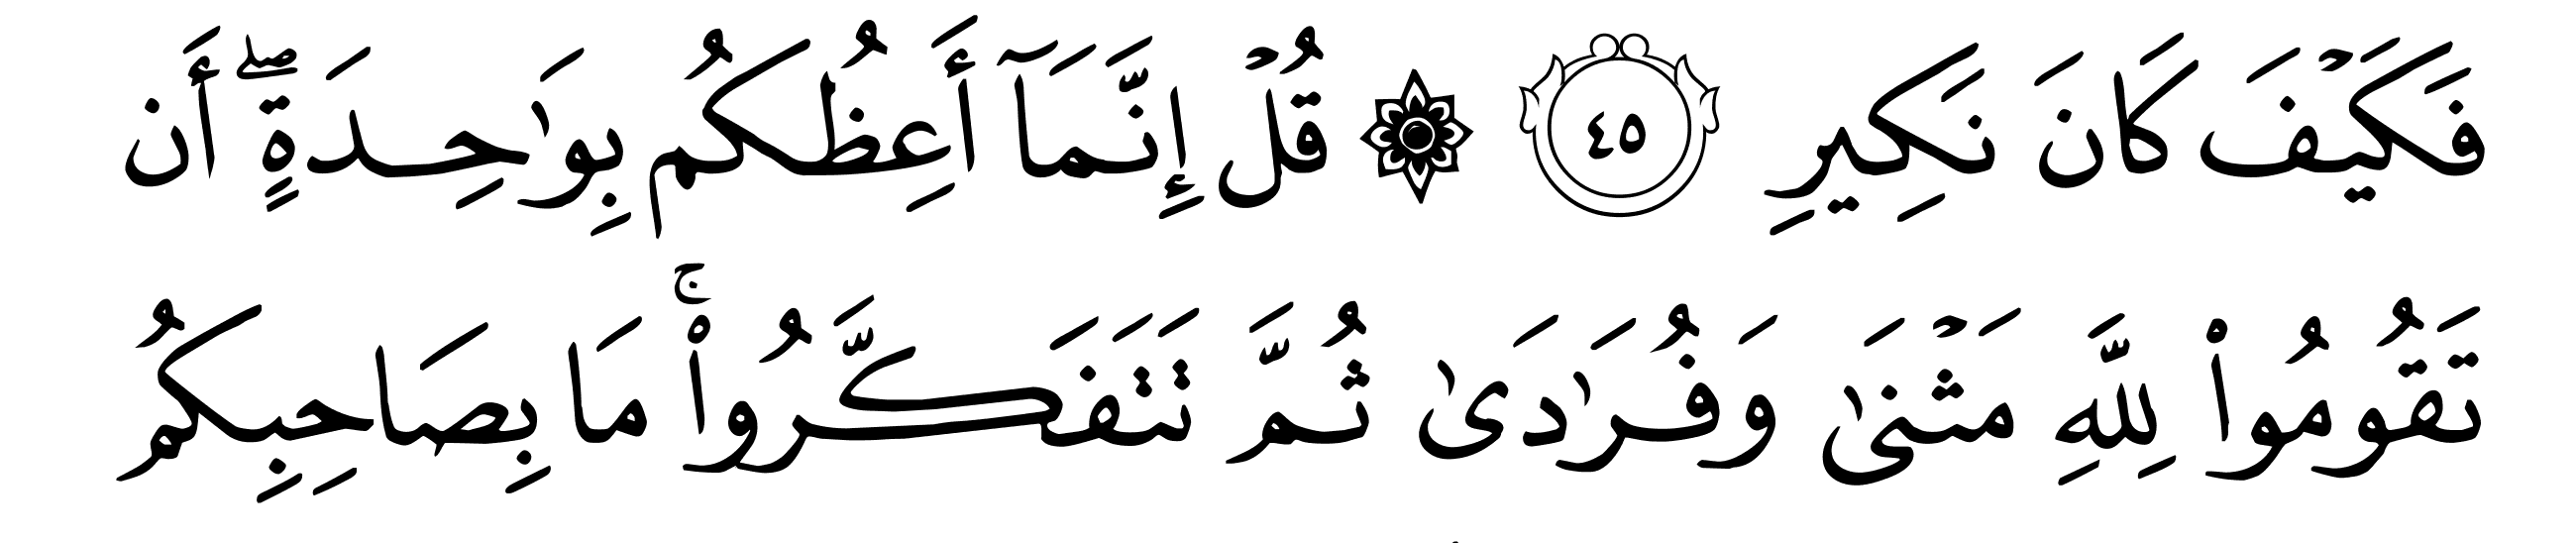 فَكَيۡفَ كَانَ نَكِيرِ ٤٥ ۞ قُلۡ إِنَّمَآ أَعِظُكُم بِوَٰحِدَةٍۖ أَن
تَقُومُواْ لِلَّهِ مَثۡنَىٰ وَفُرَٰدَىٰ ثُمَّ تَتَفَكَّرُواْۚ مَا بِصَاحِبِكُم